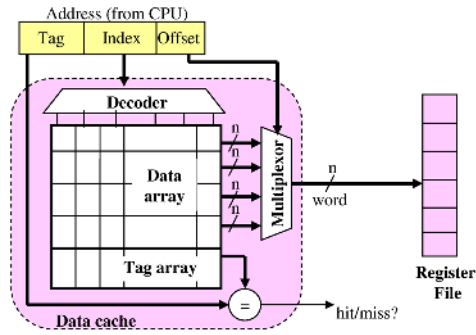 Address (from CPU)
Tag Index Offset
Decoder
n
n
n
n
Data
array
Multiplexor
n
word
Tag array
=
hit/miss?
Data cache
Register
File